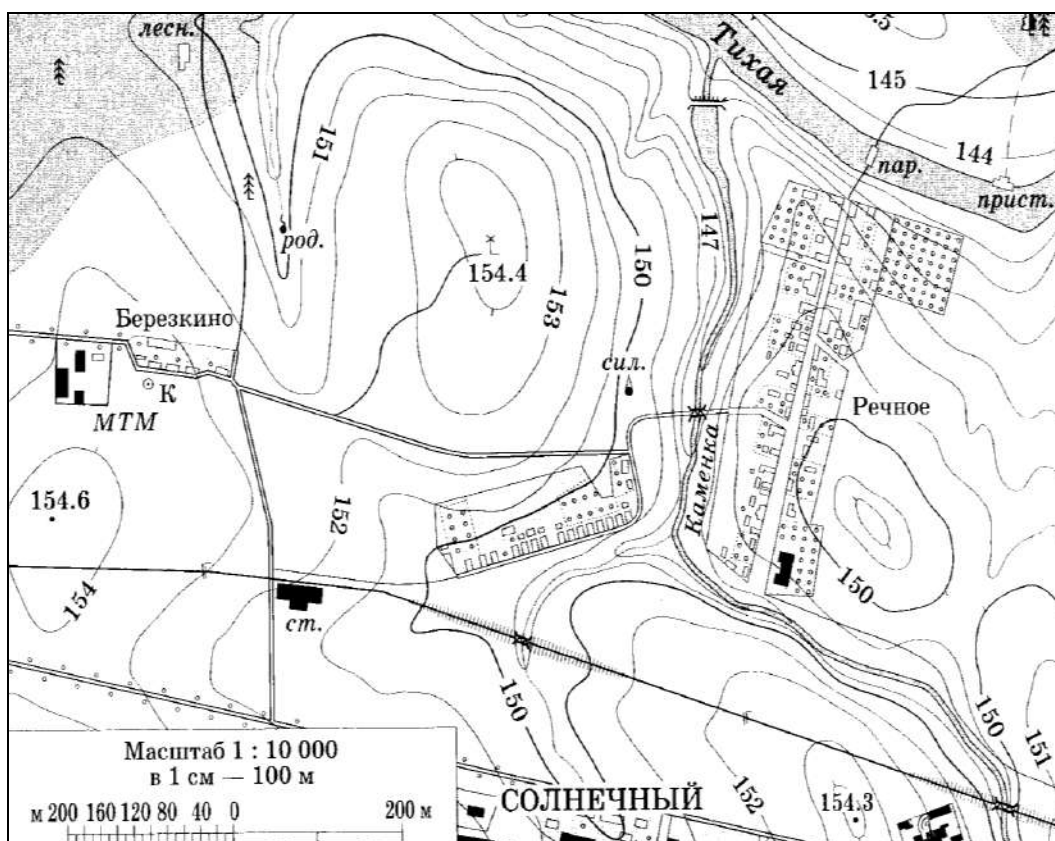 лесн.
Тихая
145
144
пар.
прист.
151
род.
147
154.4
150
153
Березкино
сил.
К
МТМ
Речное
Каменка
154.6
152
154
150
ст.
150
150
151
Масштаб 1 : 10 000
в 1 см — 100 м
м 200 160 120 80 40 0 200 м
СОЛНЕЧНЫЙ
152
154.3